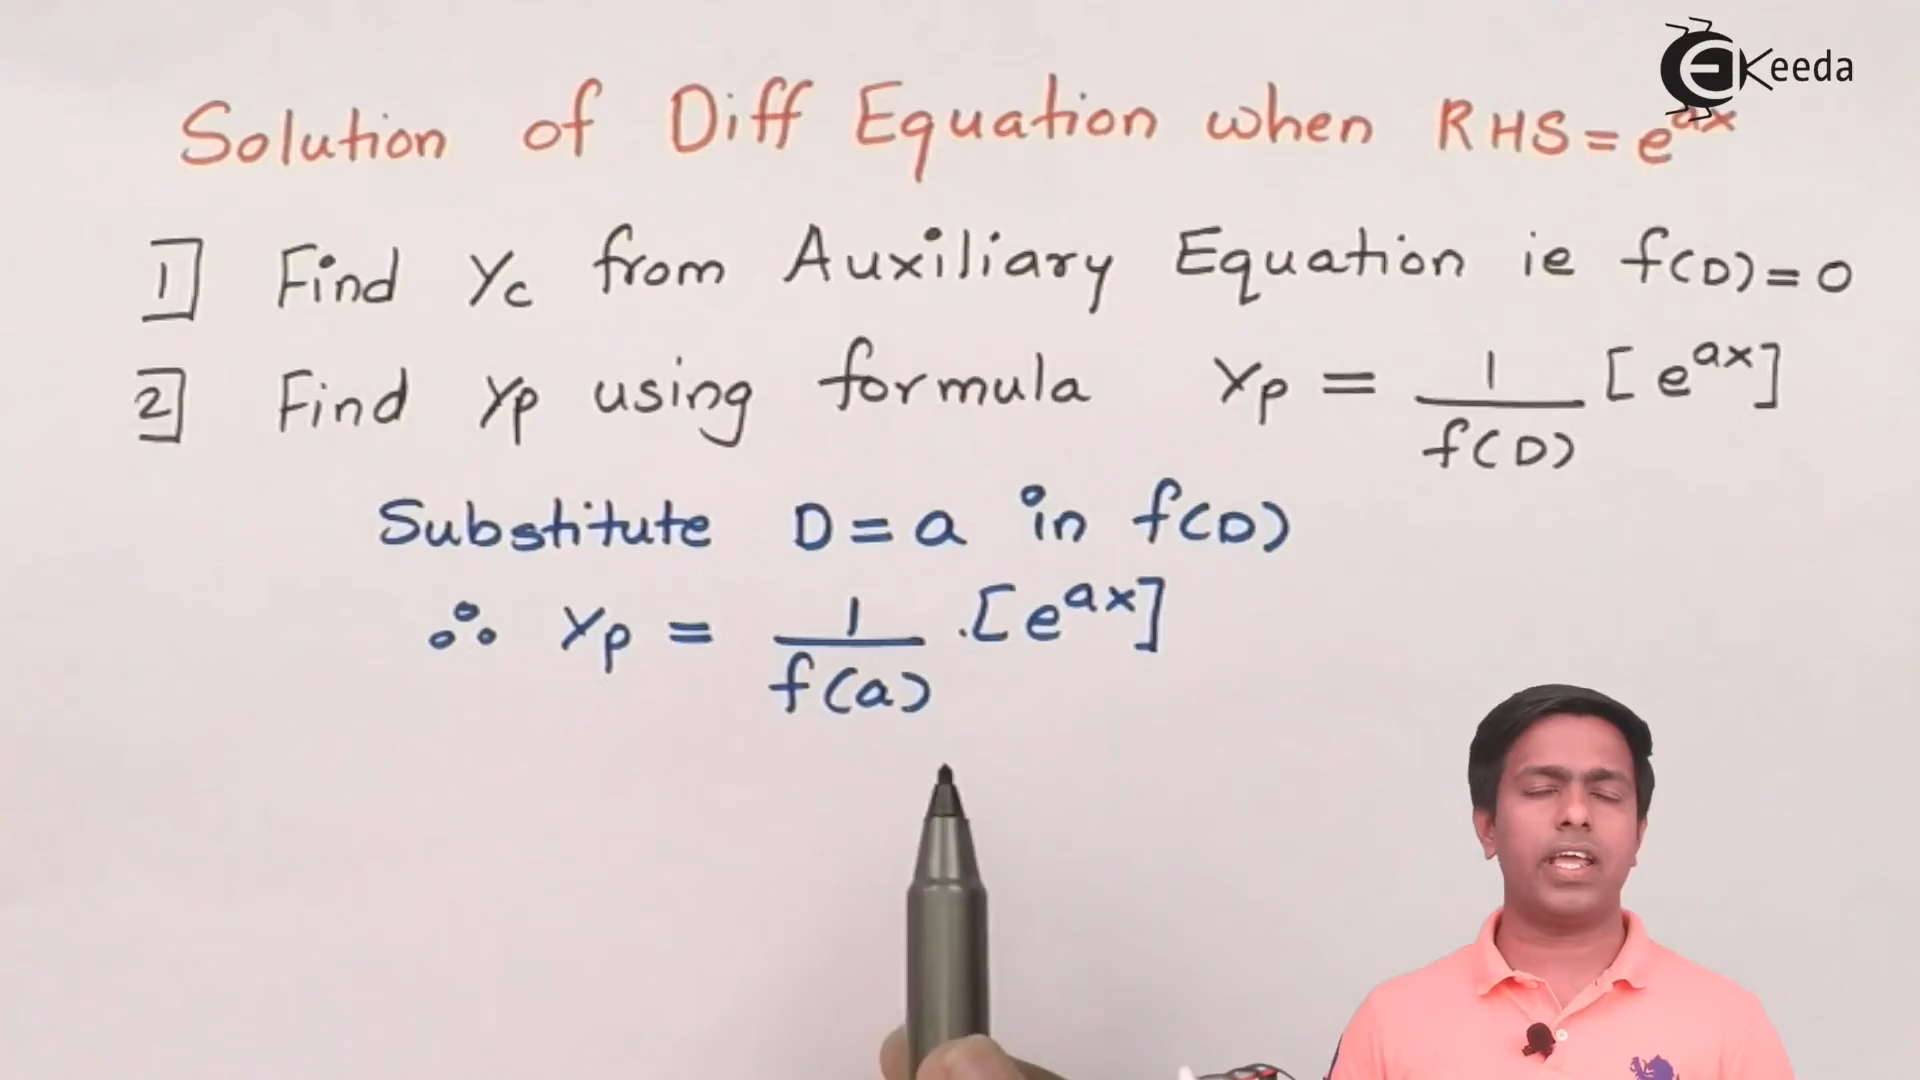 EKeeda
Solution of Diff Equation when RHS = e^ax
1] Find Yc from Auxiliary Equation ie f(D) = 0
2] Find Yp using formula Yp = 1/f(D) [e^ax]
Substitute D = a in f(D)
∴ Yp = 1/f(a) .[e^ax]